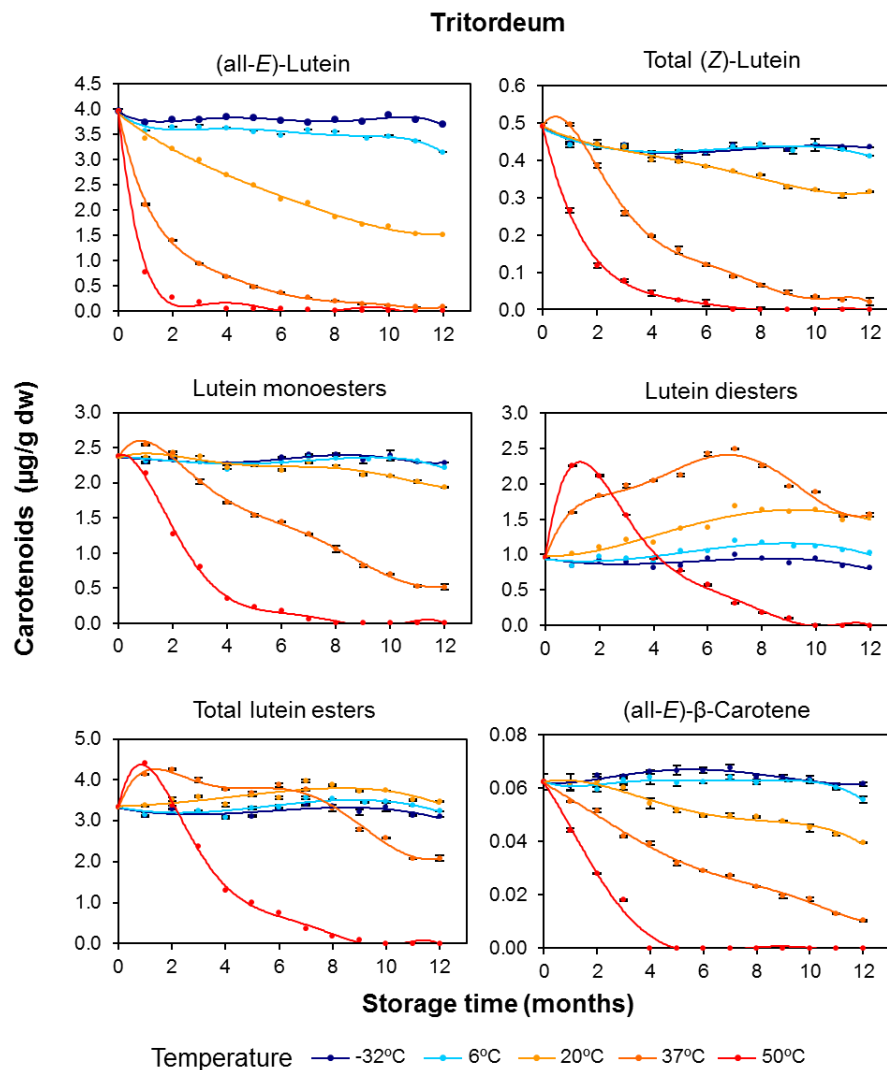 Tritordeum
(all-E)-Lutein
Total (Z)-Lutein
4.5
4.0
3.5
3.0
2.5
2.0
1.5
1.0
0.5
0.0
0 2 4 6 8 10 12
0.6
0.5
0.4
0.3
0.2
0.1
0.0
0 2 4 6 8 10 12
Lutein monoesters
Lutein diesters
3.0
2.5
2.0
1.5
1.0
0.5
0.0
0 2 4 6 8 10 12
3.0
2.5
2.0
1.5
1.0
0.5
0.0
0 2 4 6 8 10 12
Carotenoids (µg/g dw)
Total lutein esters
(all-E)-β-Carotene
5.0
4.0
3.0
2.0
1.0
0.0
0 2 4 6 8 10 12
0.08
0.06
0.04
0.02
0.00
0 2 4 6 8 10 12
Storage time (months)
Temperature -32ºC 6ºC 20ºC 37ºC 50ºC